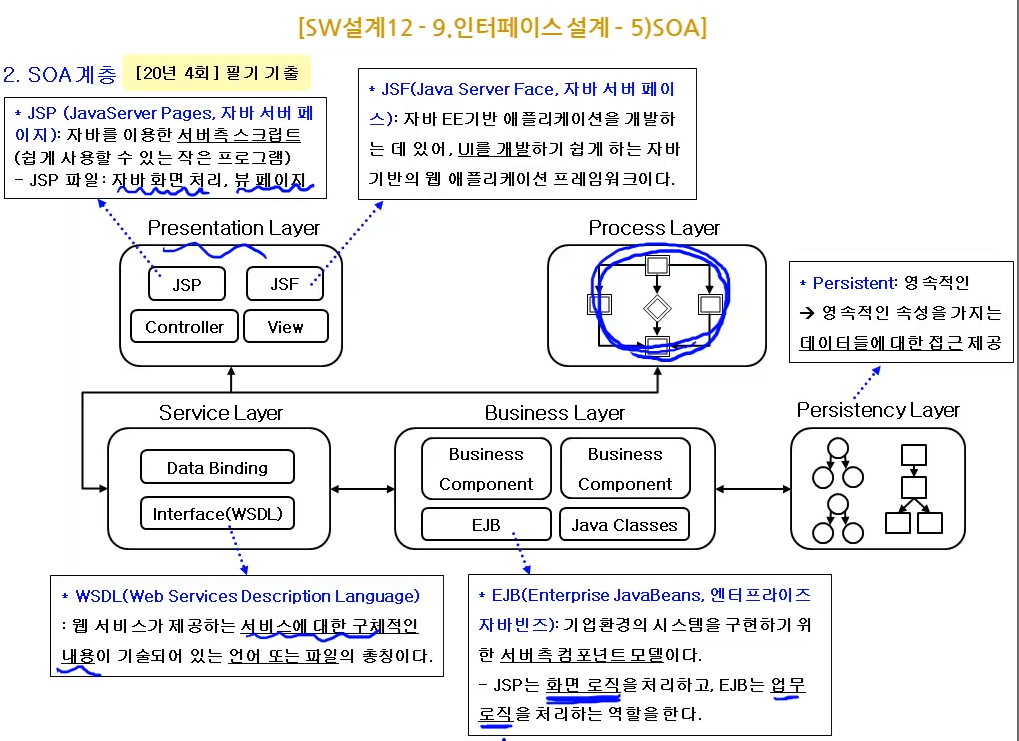 [SW설계12 - 9.인터페이스 설계 - 5)SOA]
2. SOA 계층 [20년 4회] 필기 기출
* JSP (JavaServer Pages, 자바 서버 페
이지): 자바를 이용한 서버측 스크립트
(쉽게 사용할 수 있는 작은 프로그램)
- JSP 파일: 자바 화면 처리, 뷰 페이지
* JSF(Java Server Face, 자바 서버 페이
스): 자바 EE기반 애플리케이션을 개발하
는 데 있어, UI를 개발하기 쉽게 하는 자바
기반의 웹 애플리케이션 프레임워크이다.
Presentation Layer
JSP
JSF
Controller
View
Process Layer
* Persistent: 영속적인
→ 영속적인 속성을 가지는
데이터들에 대한 접근 제공
Service Layer
Data Binding
Interface(WSDL)
Business Layer
Business
Component
Business
Component
EJB
Java Classes
Persistency Layer
* WSDL(Web Services Description Language)
: 웹 서비스가 제공하는 서비스에 대한 구체적인
내용이 기술되어 있는 언어 또는 파일의 총칭이다.
* EJB(Enterprise JavaBeans, 엔터프라이즈
자바빈즈): 기업환경의 시스템을 구현하기 위
한 서버측 컴포넌트 모델이다.
- JSP는 화면 로직을 처리하고, EJB는 업무
로직을 처리하는 역할을 한다.